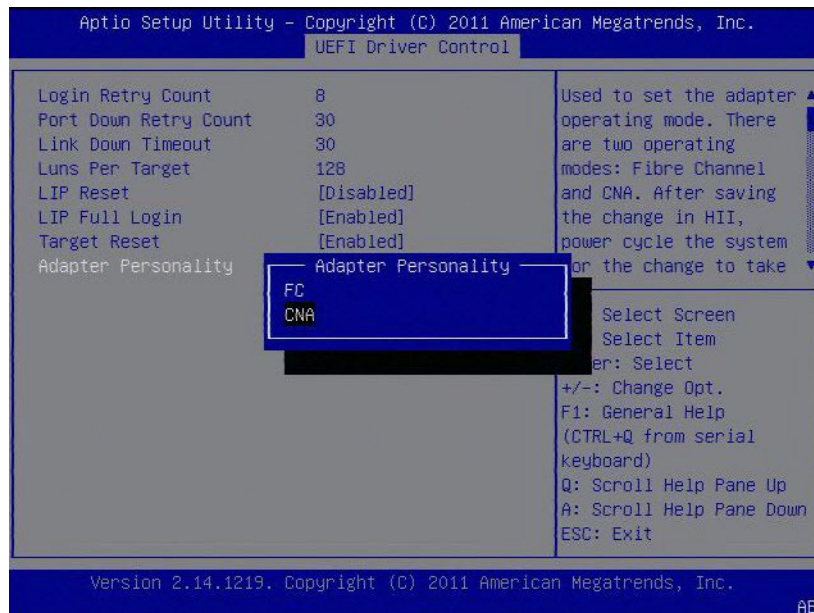 Aptio Setup Utility – Copyright (C) 2011 American Megatrends, Inc.
UEFI Driver Control
Login Retry Count 8
Port Down Retry Count 30
Link Down Timeout 30
Luns Per Target 128
LIP Reset [Disabled]
LIP Full Login [Enabled]
Target Reset [Enabled]
Adapter Personality
Adapter Personality
FC
CNA
Used to set the adapter
operating mode. There
are two operating
modes: Fibre Channel
and CNA. After saving
the change in HII,
power cycle the system
or the change to take
Select Screen
Select Item
er: Select
+/-: Change Opt.
F1: General Help
(CTRL+Q from serial
keyboard)
Q: Scroll Help Pane Up
A: Scroll Help Pane Down
ESC: Exit
Version 2.14.1219. Copyright (C) 2011 American Megatrends, Inc.